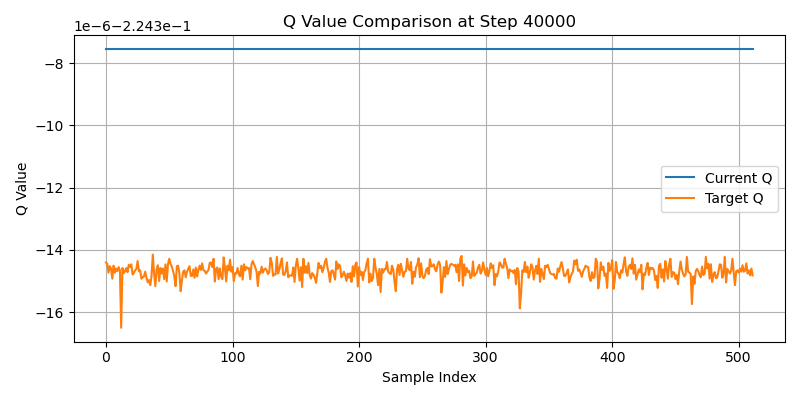 Q Value Comparison at Step 40000
1e−6−2.243e−1
−8
−10
−12
−14
−16
Q Value
Current Q
Target Q
0
100
200
300
400
500
Sample Index